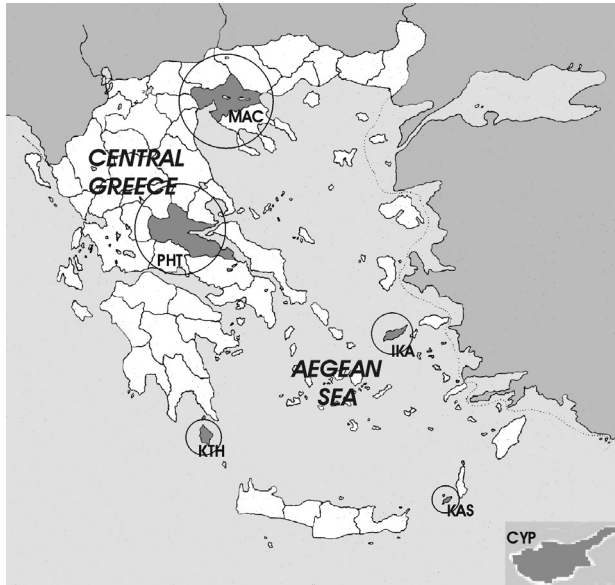 MAC
CENTRAL
GREECE
PHT
IKA
AEGEAN
SEA
KTH
KAS
CYP